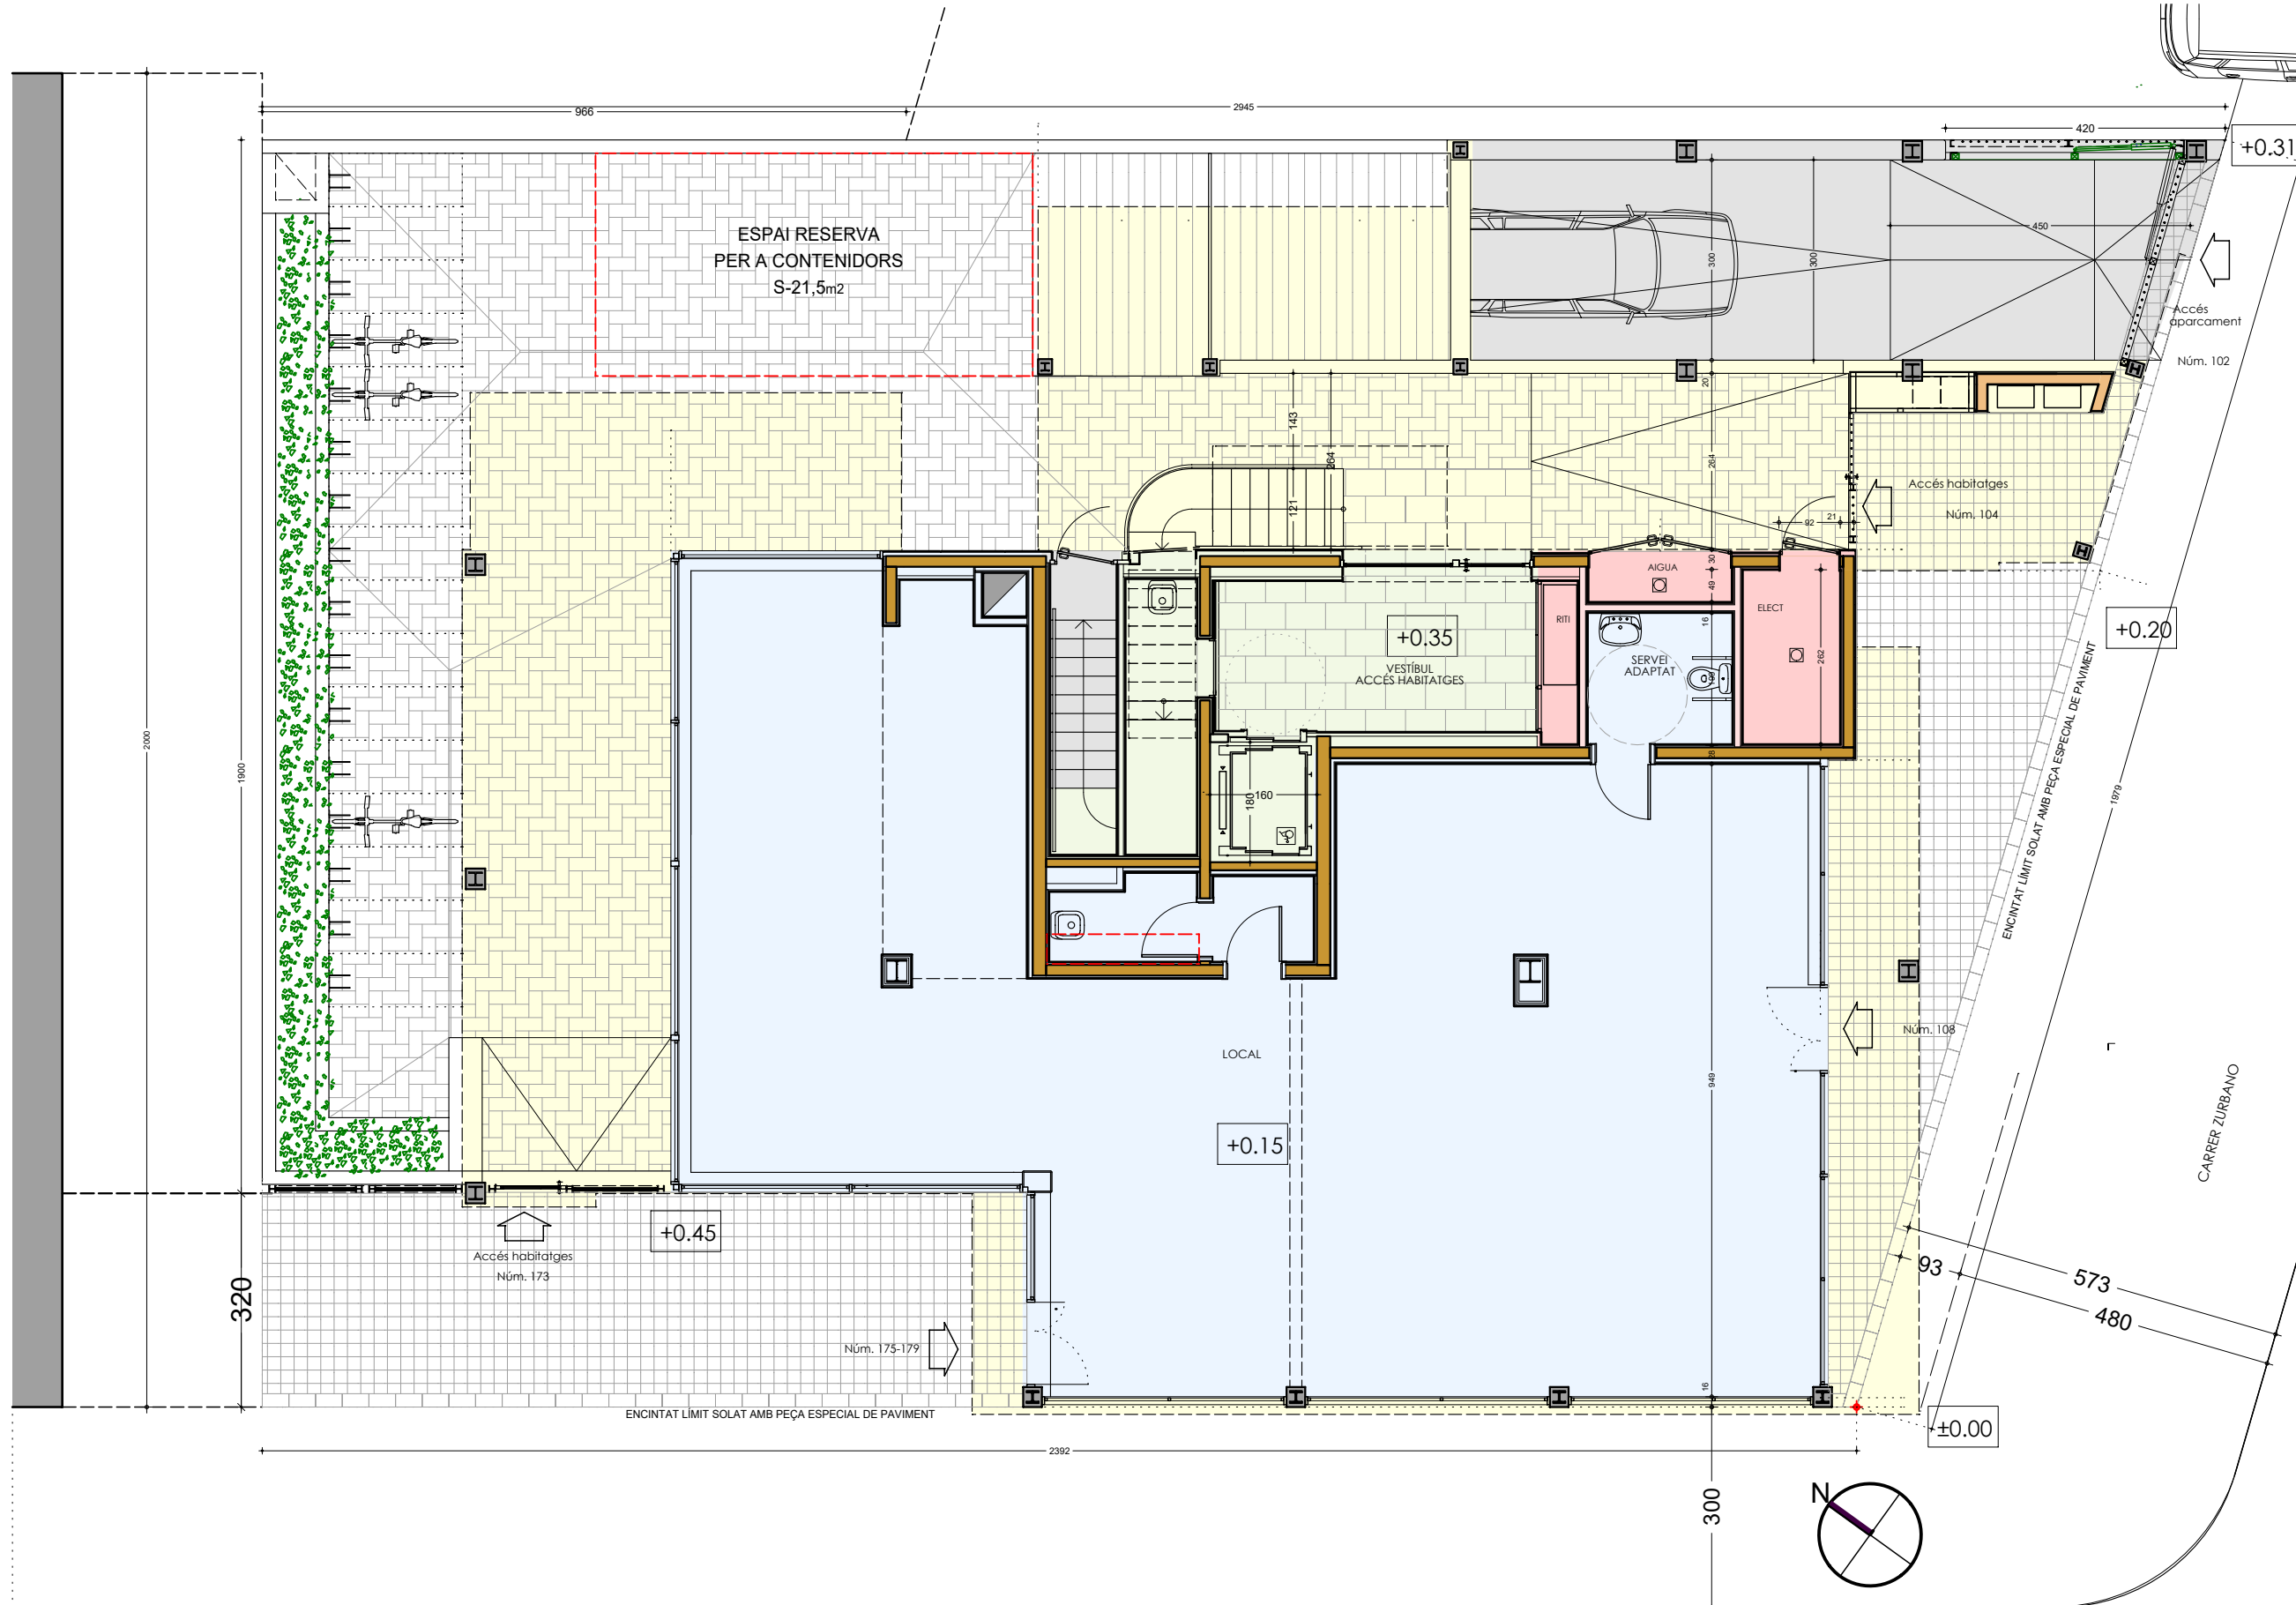 2945
966
420
+0.31
ESPAI RESERVA
PER A CONTENIDORS
S-21,5m2
450
300
300
Accés
aparcament
Núm. 102
20
143
264
264
121
Accés habitatges
Núm. 104
92
21
30
AIGUA
49
16
ELECT
RITI
+0.35
VESTÍBUL
ACCÉS HABITATGES
SERVEI
ADAPTAT
262
+0.20
ENCINTAT LÍMIT SOLAT AMB PEÇA ESPECIAL DE PAVIMENT
2000
1900
1979
160
180
LOCAL
Núm. 108
949
+0.15
CARRER ZURBANO
+0.45
Accés habitatges
Núm. 173
320
Núm. 175-179
93
573
480
16
ENCINTAT LÍMIT SOLAT AMB PEÇA ESPECIAL DE PAVIMENT
±0.00
2392
300
N